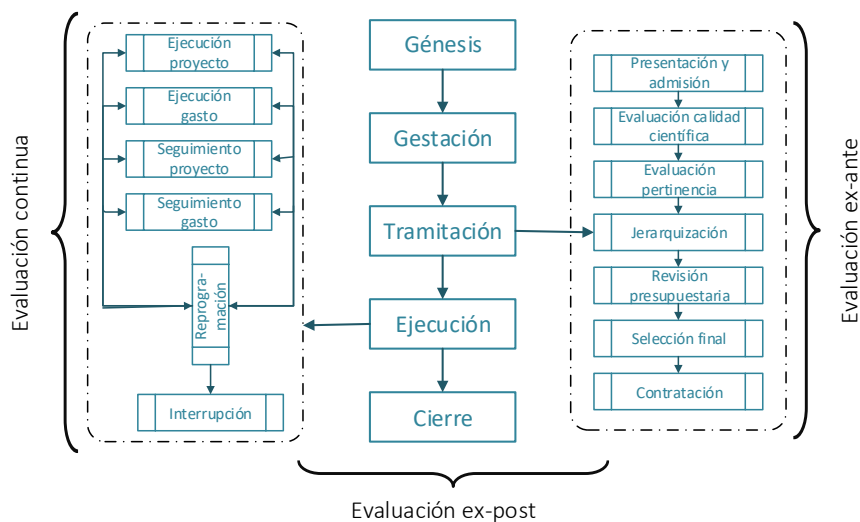 Evaluación continua
Ejecución
proyecto
Ejecución
gasto
Seguimiento
proyecto
Seguimiento
gasto
Reprogra-
mación
Interrupción
Génesis
Gestación
Tramitación
Ejecución
Cierre
Presentación y
admisión
Evaluación calidad
científica
Evaluación
pertinencia
Jerarquización
Revisión
presupuestaria
Selección final
Contratación
Evaluación ex-ante
Evaluación ex-post